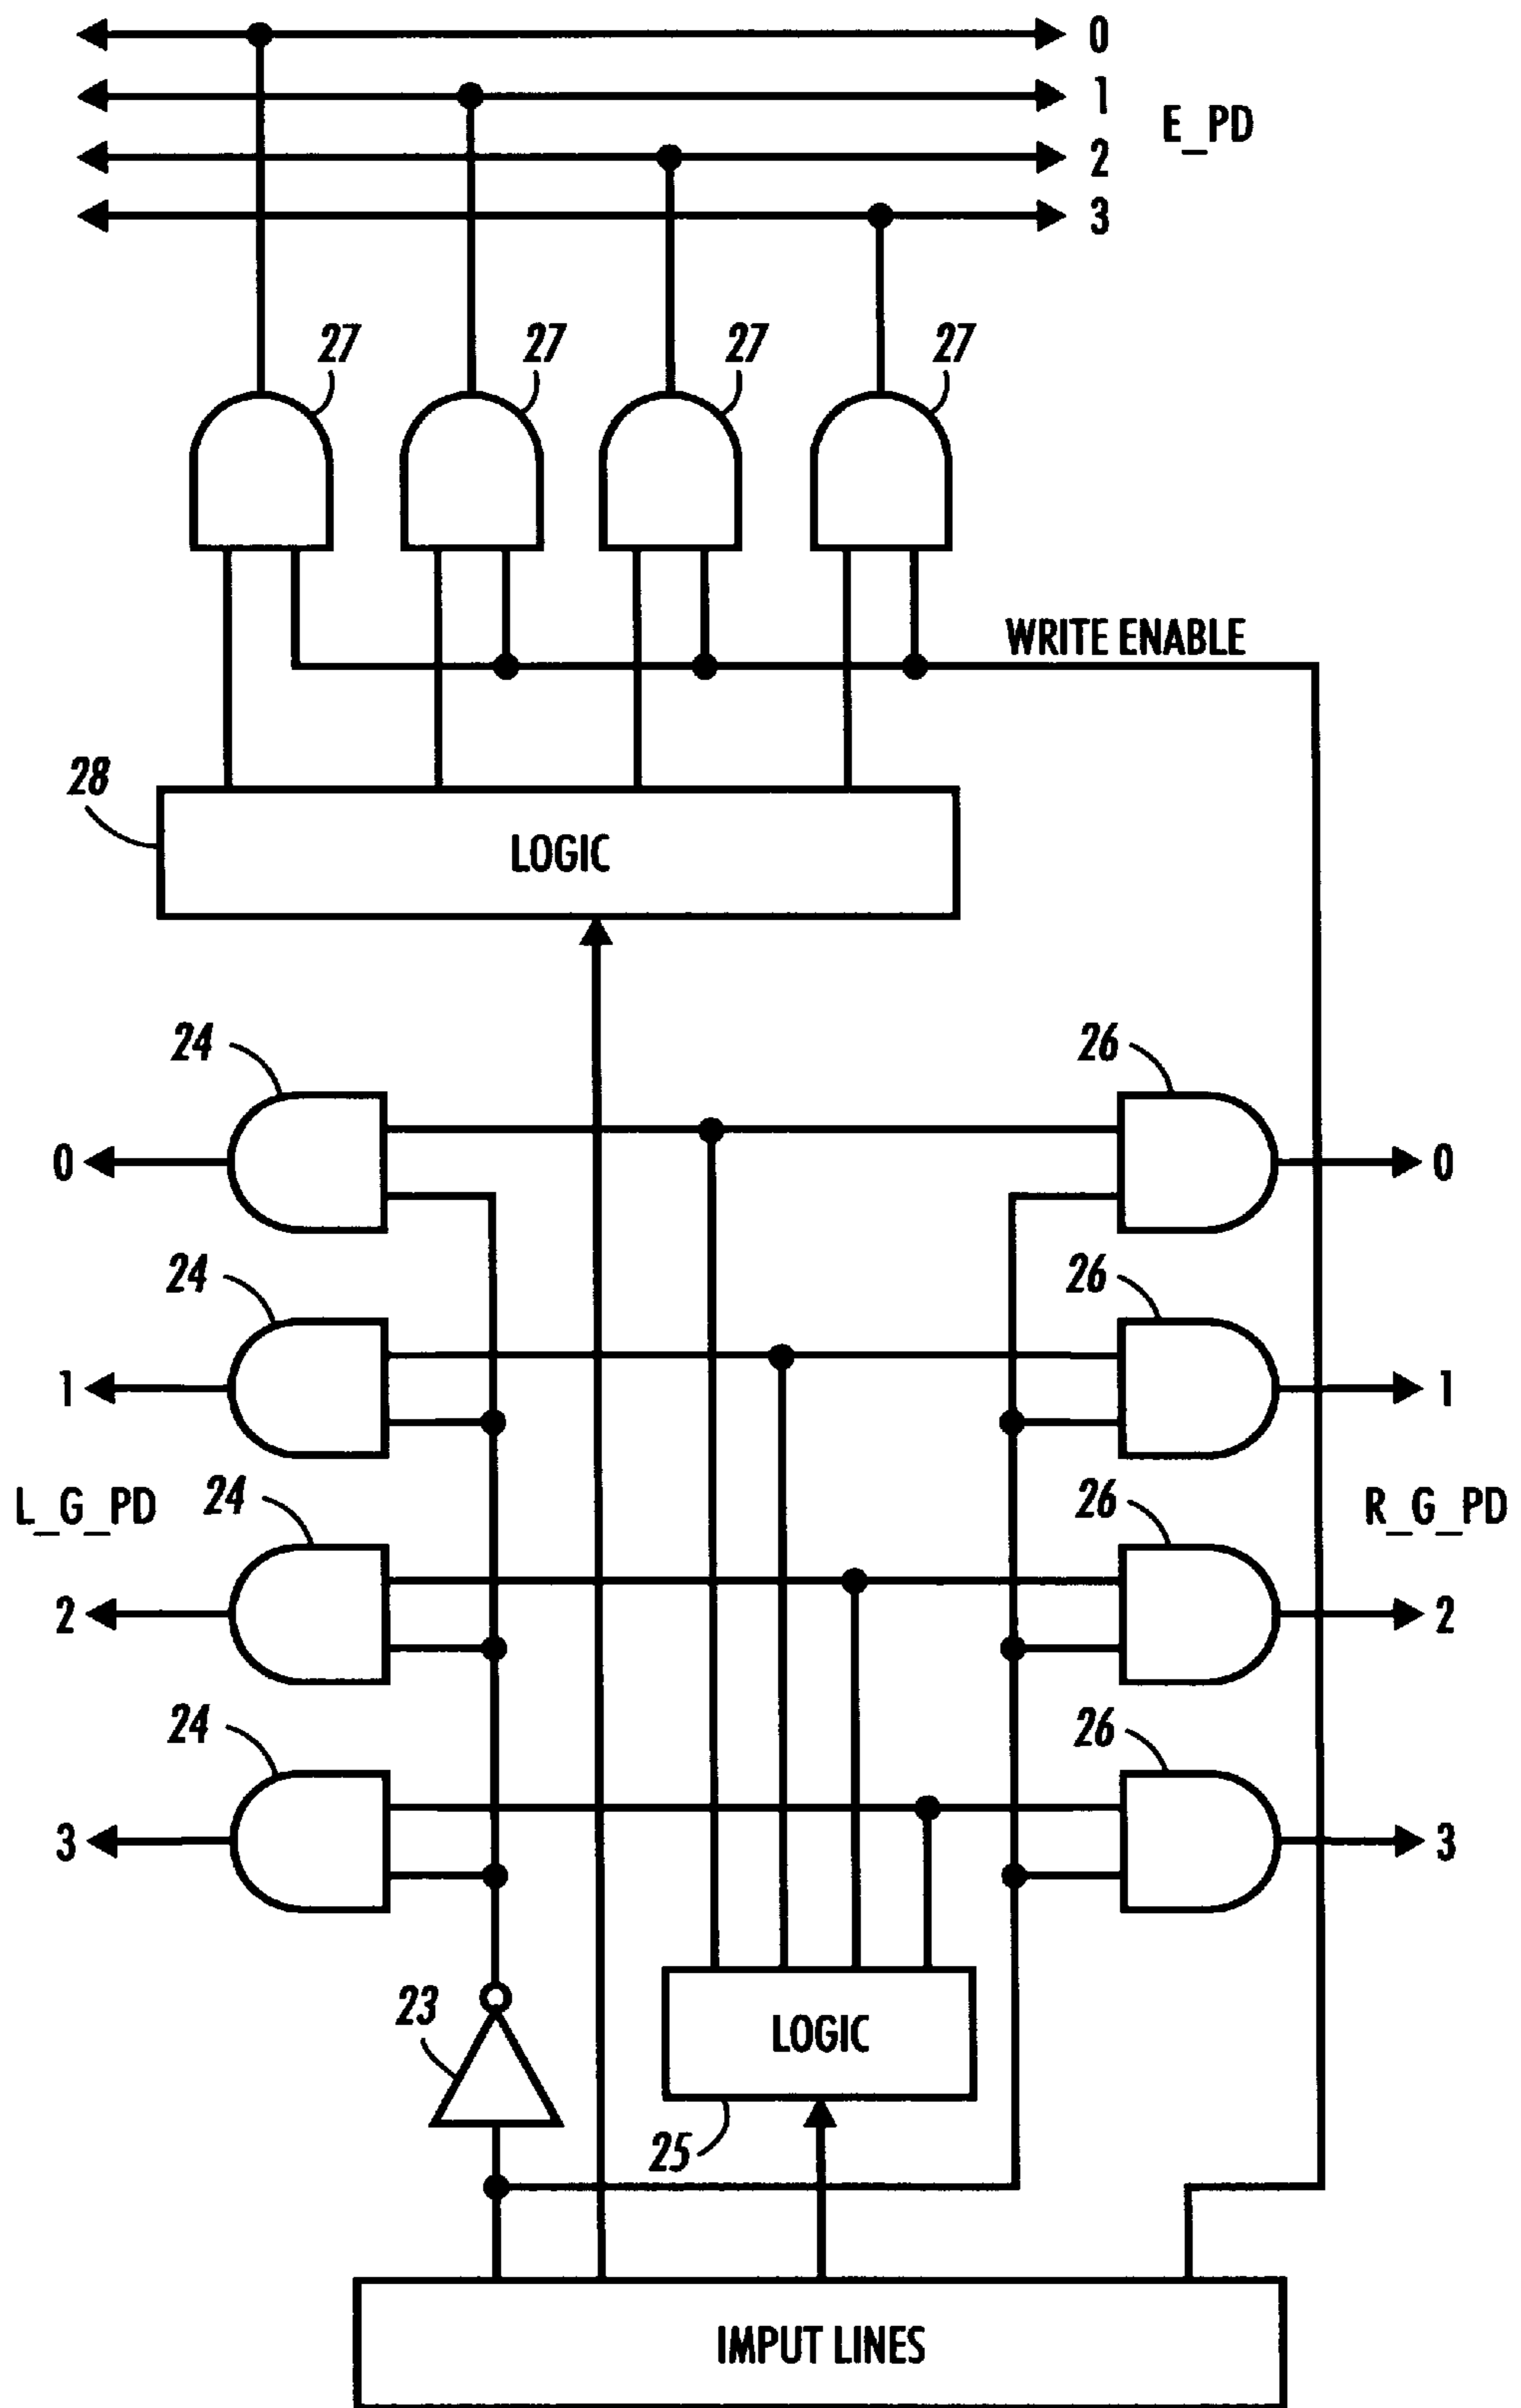 0
1
E_PD
2
3
27 27 27 27
WRITE ENABLE
28
LOGIC
24 26
0 0
24 26
1 1
L_G_PD 24 26 R_G_PD
2 2
24 26
3 3
23
LOGIC
25
IMPUT LINES